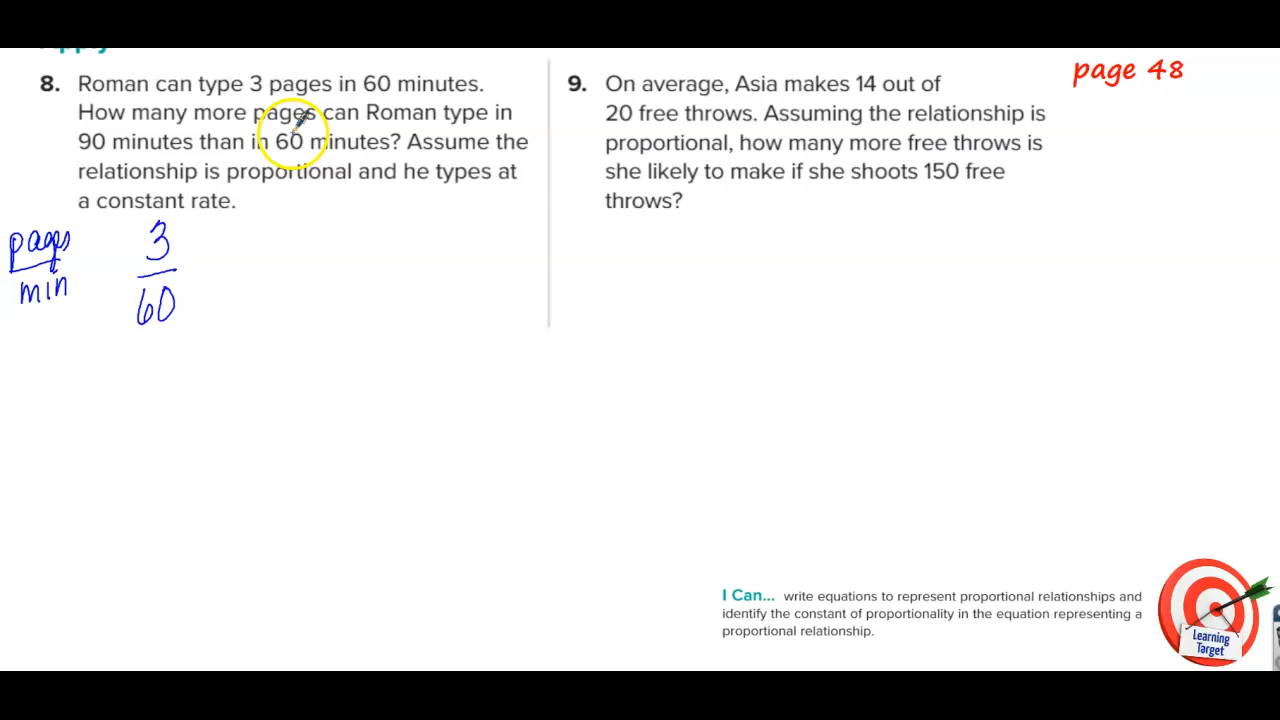 page 48
8. Roman can type 3 pages in 60 minutes.
How many more pages can Roman type in
90 minutes than in 60 minutes? Assume the
relationship is proportional and he types at
a constant rate.
pages
min
3
60
9. On average, Asia makes 14 out of
20 free throws. Assuming the relationship is
proportional, how many more free throws is
she likely to make if she shoots 150 free
throws?
I Can... write equations to represent proportional relationships and
identify the constant of proportionality in the equation representing a
proportional relationship.
Learning
Target